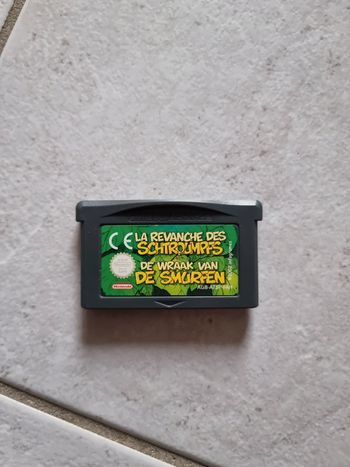 CE
LA REVANCHE DES
SCHTROUMPFS
DE WRAAK VAN
DE SMURFEN
Nintendo